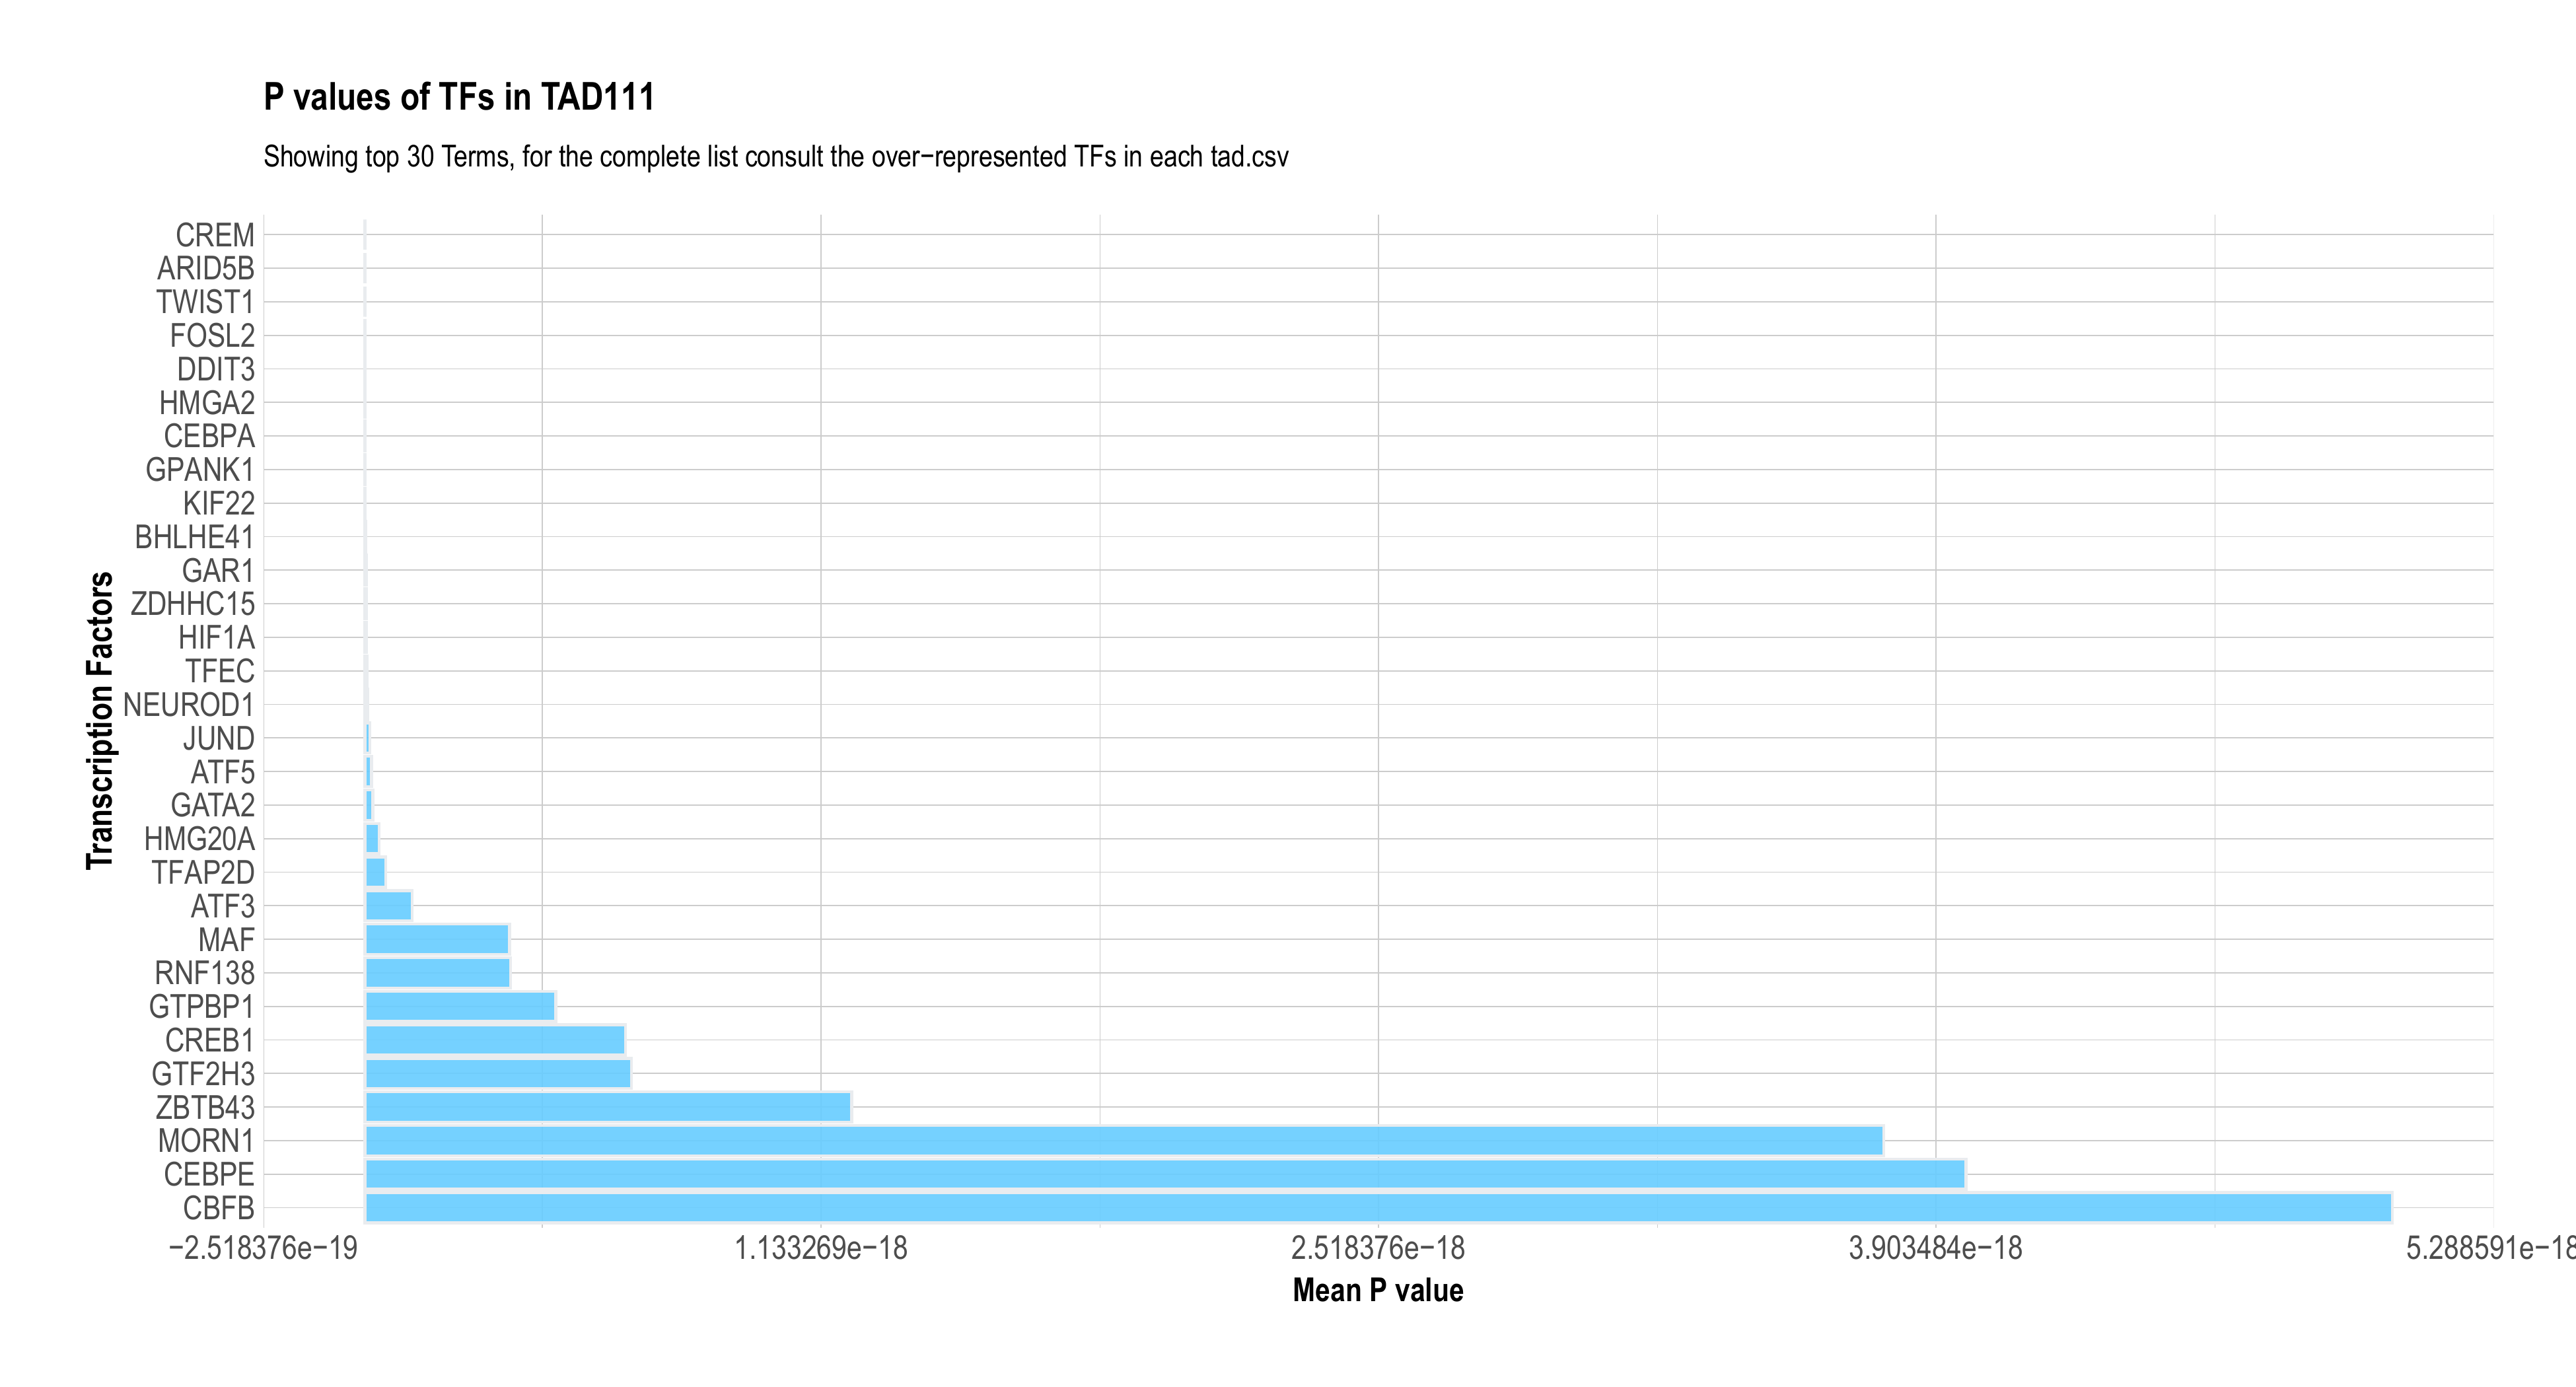 P values of TFs in TAD111
Showing top 30 Terms, for the complete list consult the over−represented TFs in each tad.csv
Transcription Factors
CREM
ARID5B
TWIST1
FOSL2
DDIT3
HMGA2
CEBPA
GPANK1
KIF22
BHLHE41
GAR1
ZDHHC15
HIF1A
TFEC
NEUROD1
JUND
ATF5
GATA2
HMG20A
TFAP2D
ATF3
MAF
RNF138
GTPBP1
CREB1
GTF2H3
ZBTB43
MORN1
CEBPE
CBFB
−2.518376e−19 1.133269e−18 2.518376e−18 3.903484e−18 5.288591e−18
Mean P value